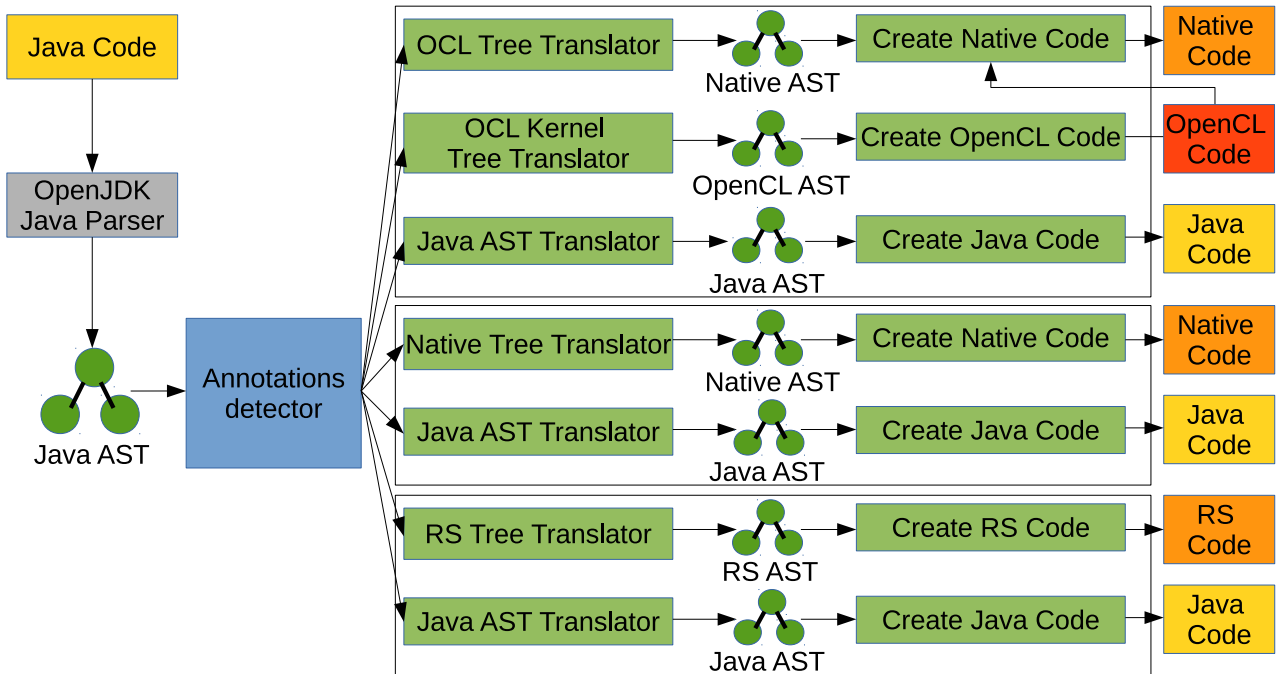 Java Code
OpenJDK
Java Parser
Java AST
Annotations
detector
OCL Tree Translator
Native AST
Create Native Code
Native
Code
OCL Kernel
Tree Translator
OpenCL AST
Create OpenCL Code
OpenCL
Code
Java AST Translator
Java AST
Create Java Code
Java
Code
Native Tree Translator
Native AST
Create Native Code
Native
Code
Java AST Translator
Java AST
Create Java Code
Java
Code
RS Tree Translator
RS AST
Create RS Code
RS
Code
Java AST Translator
Java AST
Create Java Code
Java
Code